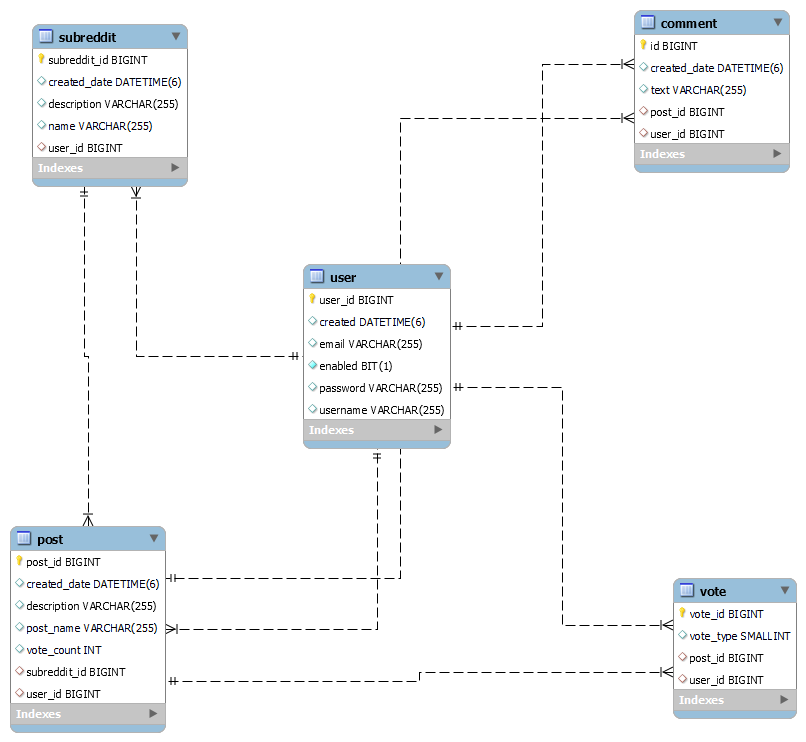 subreddit
subreddit_id BIGINT
created_date DATETIME(6)
description VARCHAR(255)
name VARCHAR(255)
user_id BIGINT
Indexes
comment
id BIGINT
created_date DATETIME(6)
text VARCHAR(255)
post_id BIGINT
user_id BIGINT
Indexes
user
user_id BIGINT
created DATETIME(6)
email VARCHAR(255)
enabled BIT(1)
password VARCHAR(255)
username VARCHAR(255)
Indexes
post
post_id BIGINT
created_date DATETIME(6)
description VARCHAR(255)
post_name VARCHAR(255)
vote_count INT
subreddit_id BIGINT
user_id BIGINT
Indexes
vote
vote_id BIGINT
vote_type SMALLINT
post_id BIGINT
user_id BIGINT
Indexes